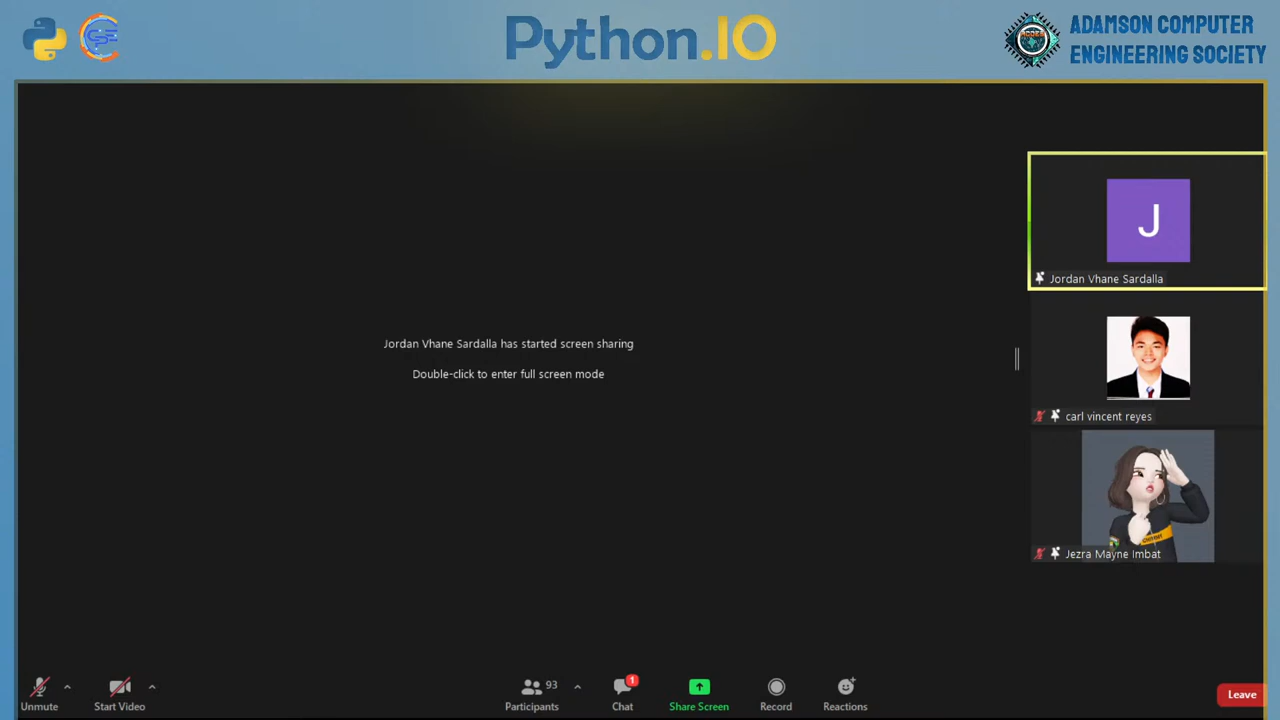 Python.IO
ADAMSON COMPUTER
ENGINEERING SOCIETY
J
Jordan Vhane Sardalla
Jordan Vhane Sardalla has started screen sharing
Double-click to enter full screen mode
carl vincent reyes
Jezra Mayne Imbat
Unmute
Start Video
93
Participants
1
Chat
Share Screen
Record
Reactions
Leave